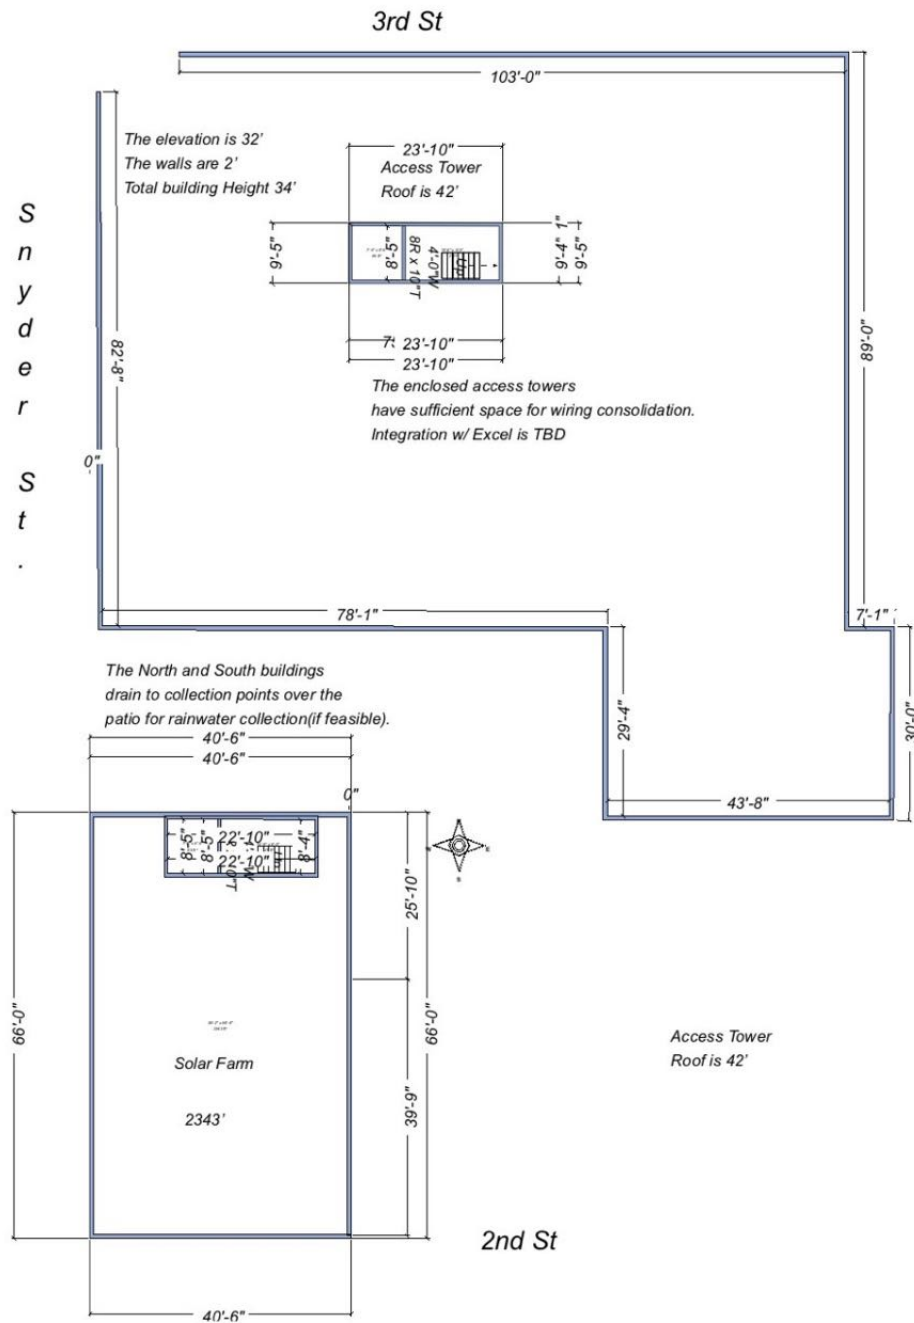 3rd St
103'-0"
The elevation is 32'
The walls are 2'
Total building Height 34'
23'-10"
Access Tower
Roof is 42'
Snyder St.
9'-5"
8'-5"
8R x 10"T
4'-0"W
Up
9'-4"
1"
9'-5"
82'-8"
89'-0"
23'-10"
23'-10"
The enclosed access towers
have sufficient space for wiring consolidation.
Integration w/ Excel is TBD
0"
78'-1"
7'-1"
The North and South buildings
drain to collection points over the
patio for rainwater collection(if feasible).
29'-4"
30'-0"
40'-6"
40'-6"
0"
43'-8"
8'-5"
8'-5"
22'-10"
22'-10"
8'-4"
25'-10"
66'-0"
66'-0"
Solar Farm
2343'
39'-9"
Access Tower
Roof is 42'
2nd St
40'-6"